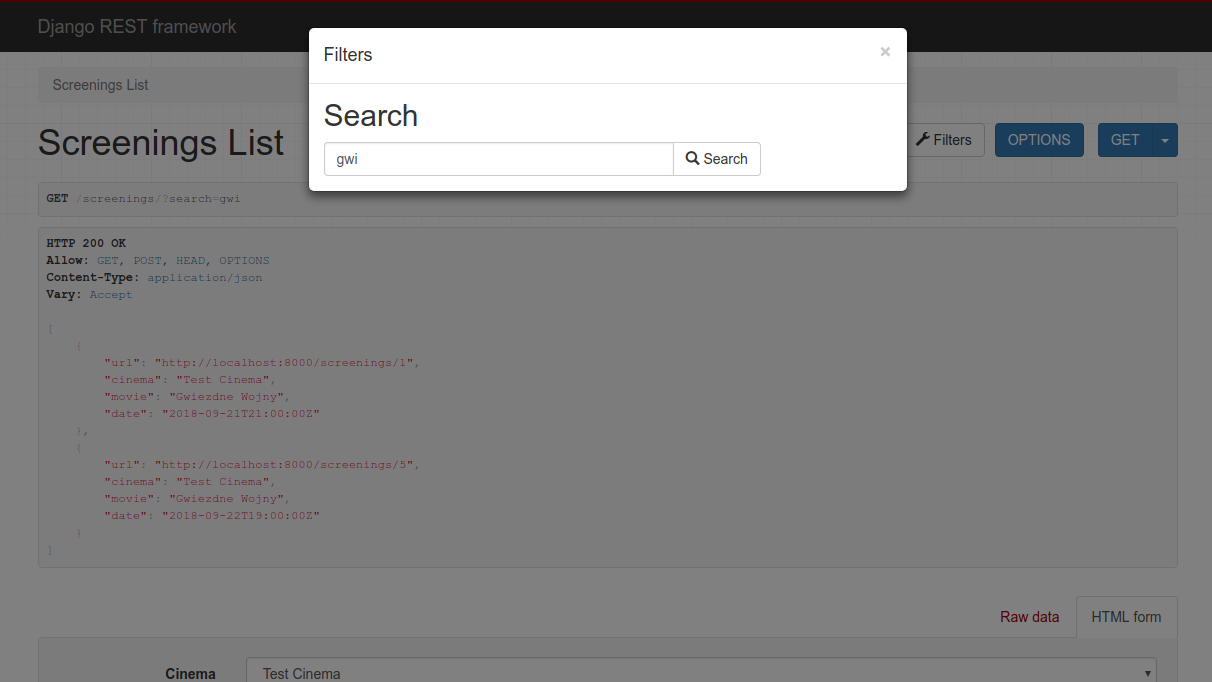 Django REST framework
Filters
×
Screenings List
Search
Screenings List
Filters
OPTIONS
GET
gwi
Search
GET /screenings/?search=gwi
HTTP 200 OK
Allow: GET, POST, HEAD, OPTIONS
Content-Type: application/json
Vary: Accept
[
    {
        "url": "http://localhost:8000/screenings/1",
        "cinema": "Test Cinema",
        "movie": "Gwiezdne Wojny",
        "date": "2018-09-21T21:00:00Z"
    },
    {
        "url": "http://localhost:8000/screenings/5",
        "cinema": "Test Cinema",
        "movie": "Gwiezdne Wojny",
        "date": "2018-09-22T19:00:00Z"
    }
]
Raw data
HTML form
Cinema
Test Cinema